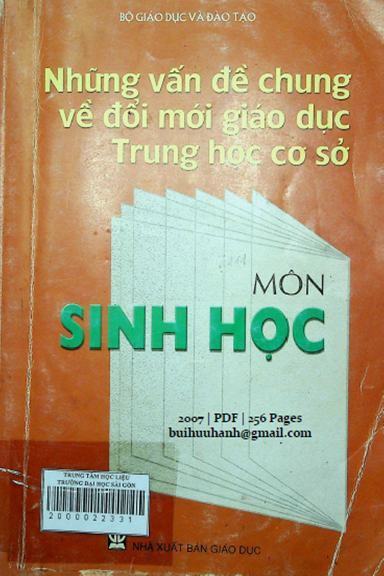 BỘ GIÁO DỤC VÀ ĐÀO TẠO
Những vấn đề chung
về đổi mới giáo dục
Trung học cơ sở
MÔN
SINH HỌC
2007 | PDF | 256 Pages
buihuuhanh@gmail.com
TRUNG TÂM HỌC LIỆU
TRƯỜNG ĐẠI HỌC SÀI GÒN
2000022331
NHÀ XUẤT BẢN GIÁO DỤC